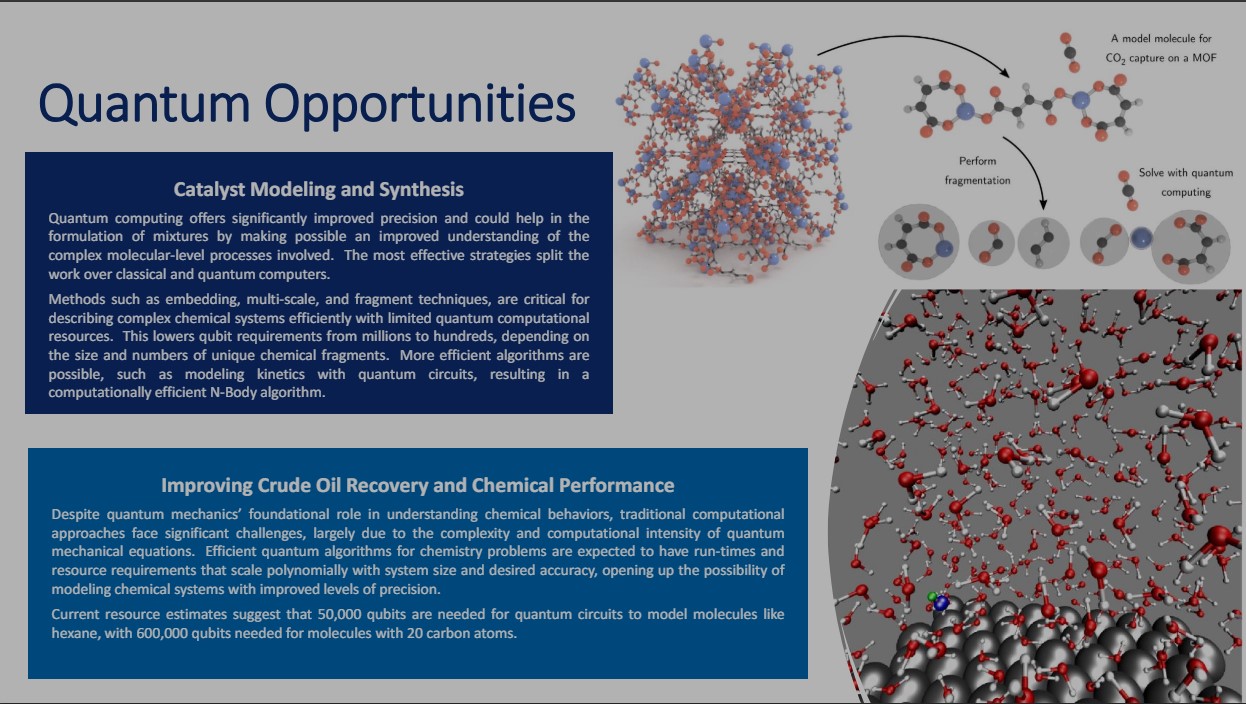 Quantum Opportunities
Catalyst Modeling and Synthesis
Quantum computing offers significantly improved precision and could help in the
formulation of mixtures by making possible an improved understanding of the
complex molecular-level processes involved. The most effective strategies split the
work over classical and quantum computers.
Methods such as embedding, multi-scale, and fragment techniques, are critical for
describing complex chemical systems efficiently with limited quantum computational
resources. This lowers qubit requirements from millions to hundreds, depending on
the size and numbers of unique chemical fragments. More efficient algorithms are
possible, such as modeling kinetics with quantum circuits, resulting in a
computationally efficient N-Body algorithm.
Improving Crude Oil Recovery and Chemical Performance
Despite quantum mechanics’ foundational role in understanding chemical behaviors, traditional computational
approaches face significant challenges, largely due to the complexity and computational intensity of quantum
mechanical equations. Efficient quantum algorithms for chemistry problems are expected to have run-times and
resource requirements that scale polynomially with system size and desired accuracy, opening up the possibility of
modeling chemical systems with improved levels of precision.
Current resource estimates suggest that 50,000 qubits are needed for quantum circuits to model molecules like
hexane, with 600,000 qubits needed for molecules with 20 carbon atoms.
A model molecule for
CO₂ capture on a MOF
Perform
fragmentation
Solve with quantum
computing